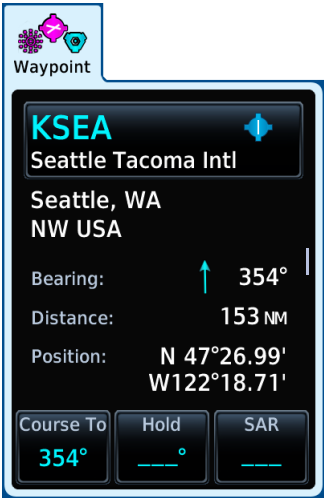 Waypoint
KSEA
Seattle Tacoma Intl
Seattle, WA
NW USA
Bearing: 354°
Distance: 153 NM
Position: N 47°26.99'
W122°18.71'
Course To Hold SAR
354° ___° ___